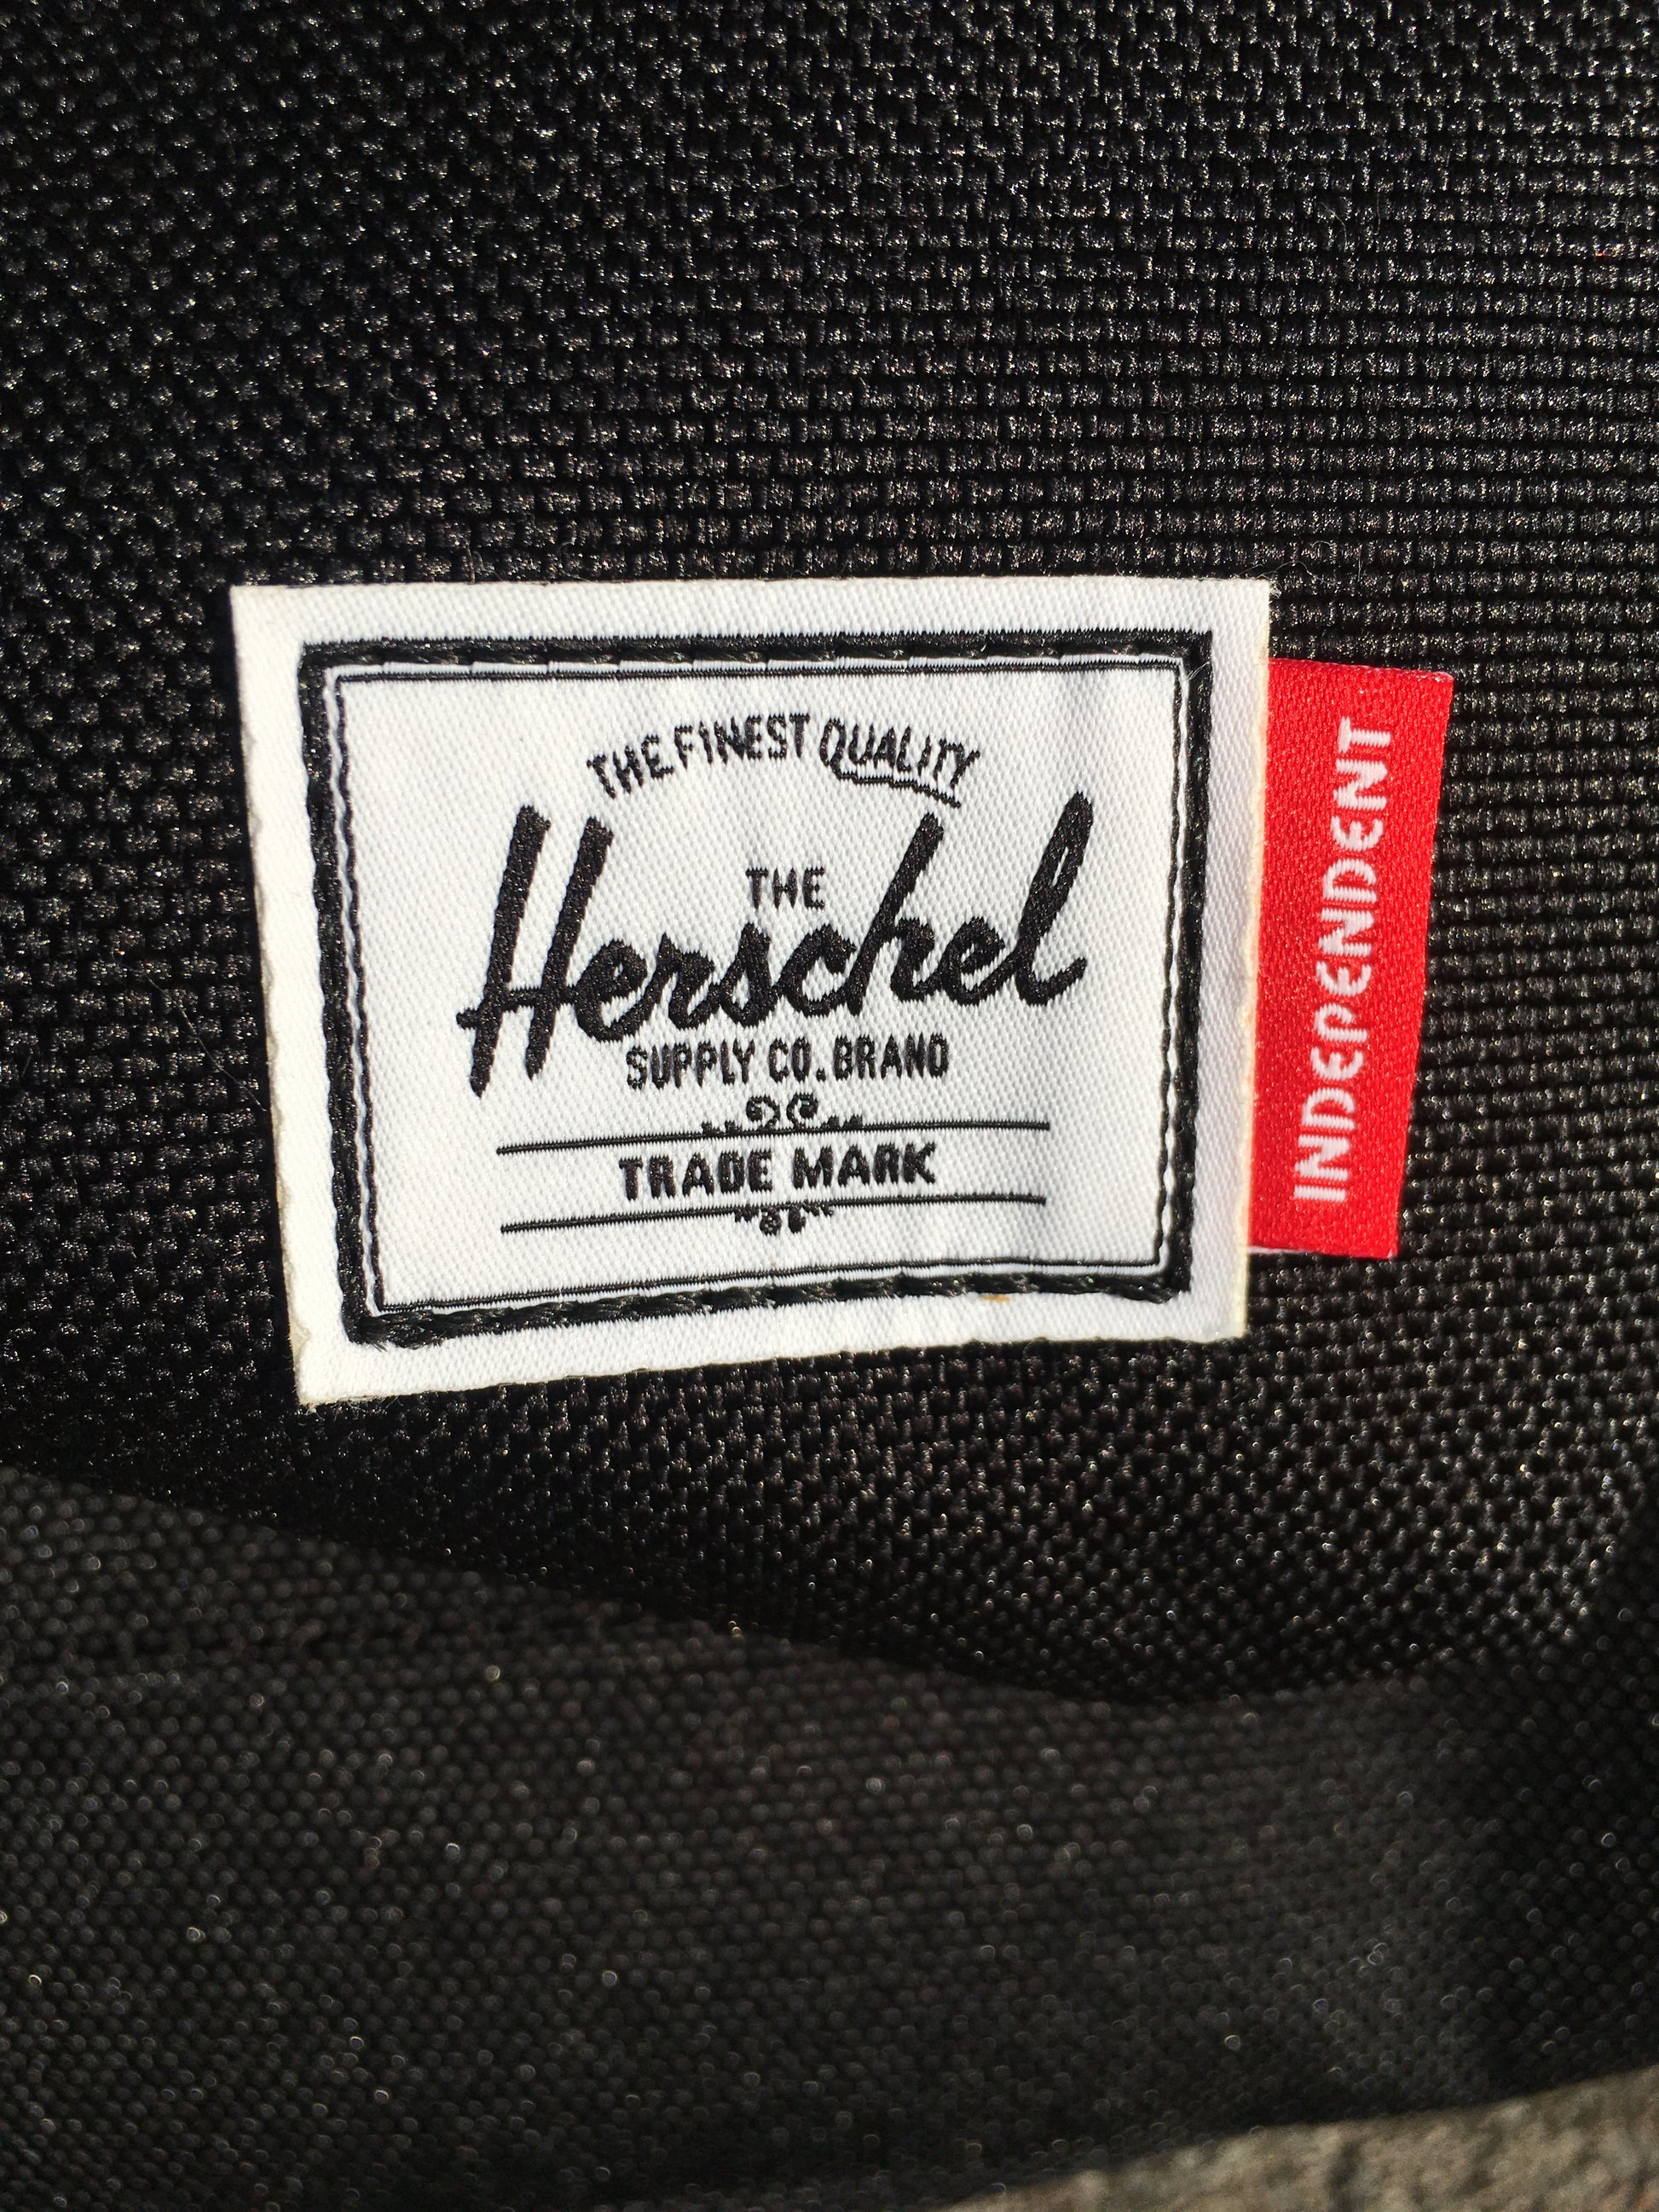 THE FINEST QUALITY
THE
Herschel
SUPPLY CO. BRAND
TRADE MARK
INDEPENDENT